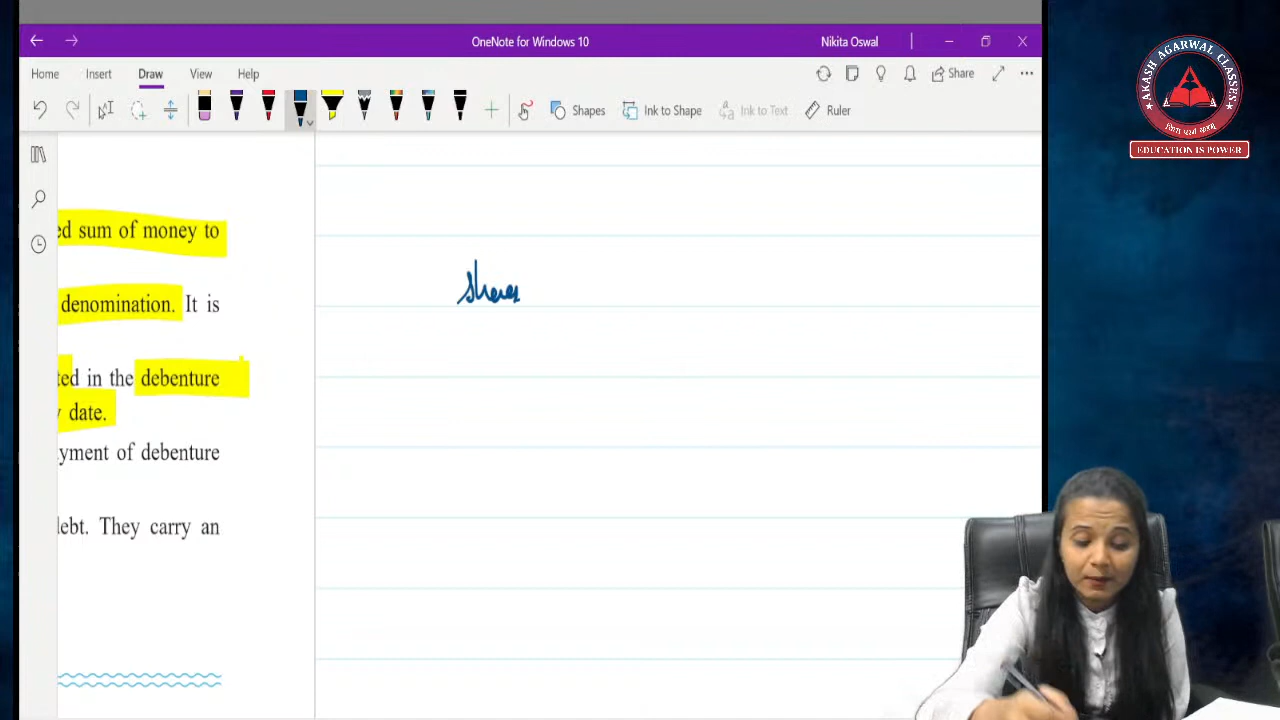 OneNote for Windows 10
Nikita Oswal
Home Insert Draw View Help
Share
Shapes Ink to Shape Ink to Text Ruler
ed sum of money to
denomination. It is
ted in the debenture
y date.
yment of debenture
debt. They carry an
Shares
AKASH AGARWAL CLASSES
EDUCATION IS POWER